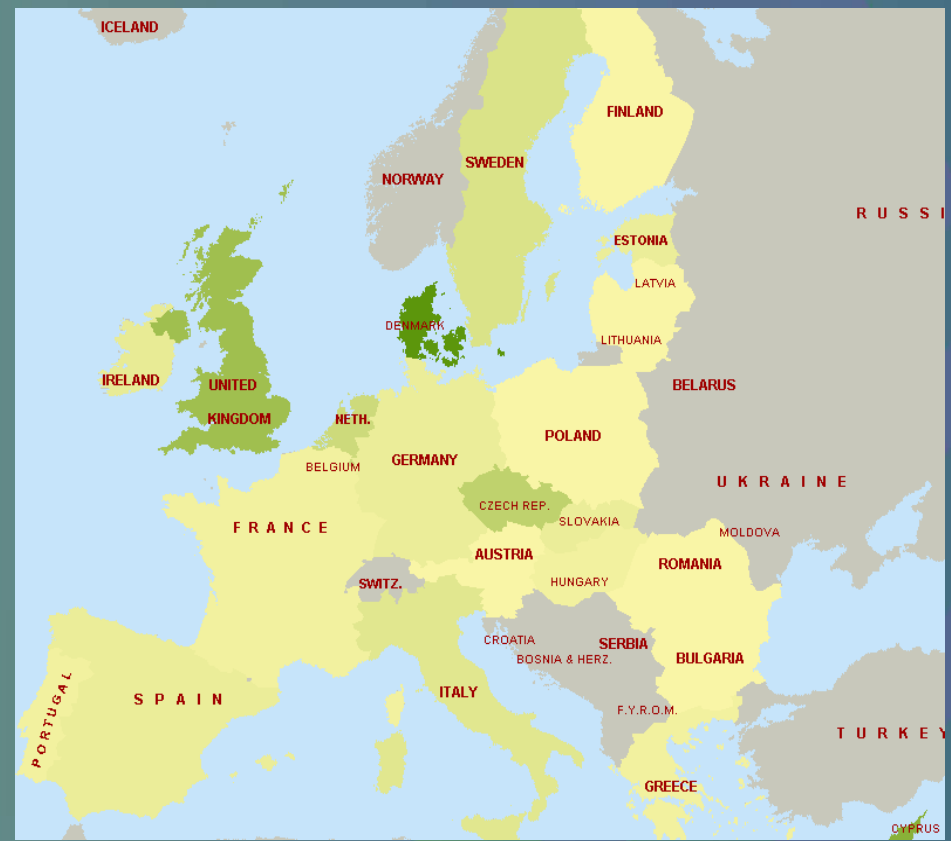 ICELAND
FINLAND
SWEDEN
NORWAY
RUSSI
ESTONIA
LATVIA
DENMARK
LITHUANIA
IRELAND
UNITED
KINGDOM
BELARUS
NETH.
POLAND
BELGIUM
GERMANY
UKRAINE
CZECH REP.
SLOVAKIA
FRANCE
MOLDOVA
AUSTRIA
ROMANIA
SWITZ.
HUNGARY
CROATIA
SERBIA
BOSNIA & HERZ.
BULGARIA
ITALY
SPAIN
PORTUGAL
F.Y.R.O.M.
TURKEY
GREECE
CYPRUS